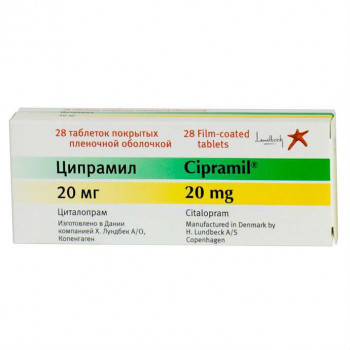 28 таблеток покрытых
пленочной оболочкой
28 Film-coated
tablets
Lundbeck
Ципрамил
Cipramil®
20 мг
20 mg
Циталопрам
Citalopram
Изготовлено в Дании
компанией Х. Лундбек А/О,
Копенгаген
Manufactured in Denmark by
H. Lundbeck A/S
Copenhagen